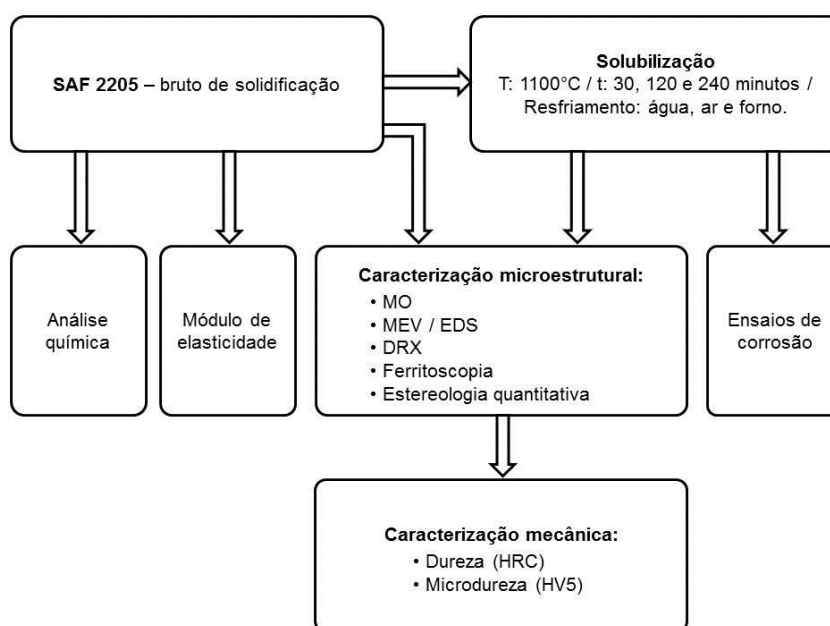 SAF 2205 – bruto de solidificação
Solubilização
T: 1100°C / t: 30, 120 e 240 minutos /
Resfriamento: água, ar e forno.
Análise
química
Módulo de
elasticidade
Caracterização microestrutural:
• MO
• MEV / EDS
• DRX
• Ferritoscopia
• Estereologia quantitativa
Ensaios de
corrosão
Caracterização mecânica:
• Dureza (HRC)
• Microdureza (HV5)